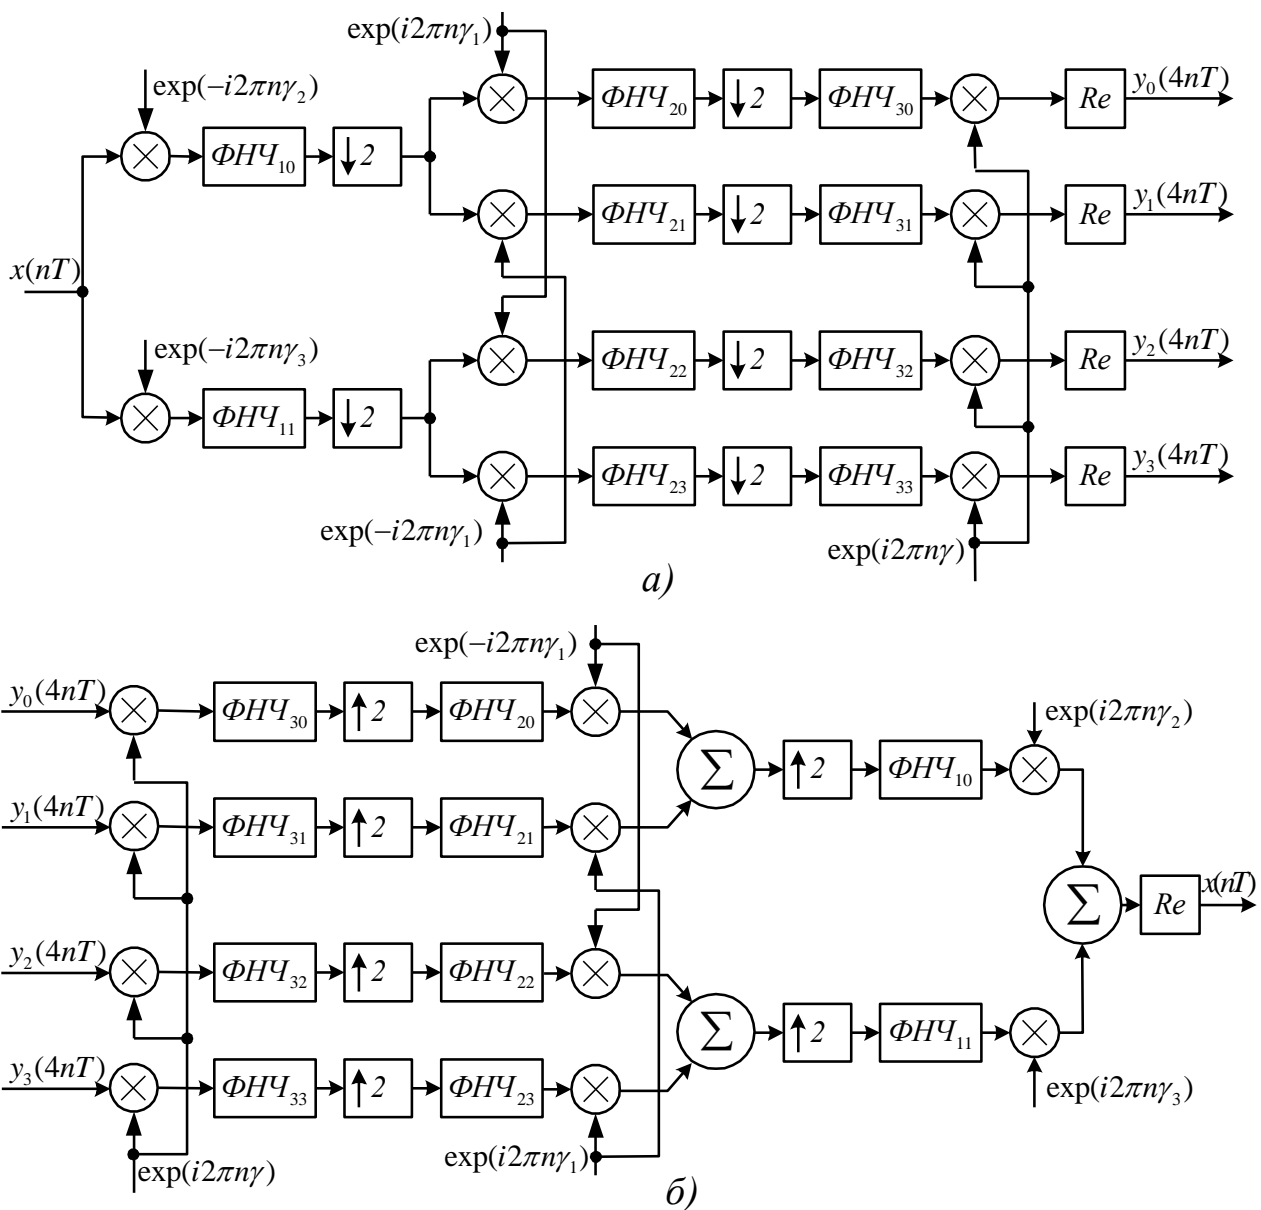 exp(i2πnγ₁)
exp(−i2πnγ₂)
ФНЧ₂₀ ↓2 ФНЧ₃₀ Re y₀(4nT)
ФНЧ₁₀ ↓2
ФНЧ₂₁ ↓2 ФНЧ₃₁ Re y₁(4nT)
x(nT)
exp(−i2πnγ₃)
ФНЧ₂₂ ↓2 ФНЧ₃₂ Re y₂(4nT)
ФНЧ₁₁ ↓2
ФНЧ₂₃ ↓2 ФНЧ₃₃ Re y₃(4nT)
exp(−i2πnγ₁) exp(i2πnγ)
а)
exp(−i2πnγ₁)
y₀(4nT) ФНЧ₃₀ ↑2 ФНЧ₂₀
exp(i2πnγ₂)
Σ ↑2 ФНЧ₁₀
y₁(4nT) ФНЧ₃₁ ↑2 ФНЧ₂₁
Σ Re x(nT)
y₂(4nT) ФНЧ₃₂ ↑2 ФНЧ₂₂
Σ ↑2 ФНЧ₁₁
y₃(4nT) ФНЧ₃₃ ↑2 ФНЧ₂₃
exp(i2πnγ₃)
exp(i2πnγ) exp(i2πnγ₁)
б)